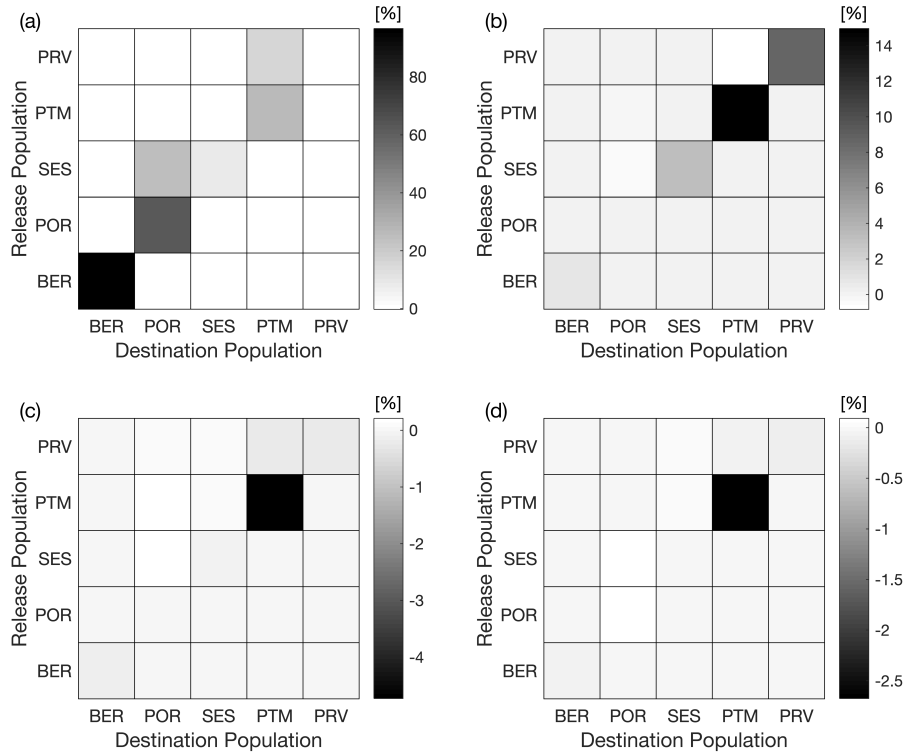 (a)
[%]
PRV
PTM
SES
POR
BER
Release Population
80
60
40
20
0
BER POR SES PTM PRV
Destination Population
(b)
[%]
PRV
PTM
SES
POR
BER
Release Population
14
12
10
8
6
4
2
0
BER POR SES PTM PRV
Destination Population
(c)
[%]
PRV
PTM
SES
POR
BER
Release Population
0
-1
-2
-3
-4
BER POR SES PTM PRV
Destination Population
(d)
[%]
PRV
PTM
SES
POR
BER
Release Population
0
-0.5
-1
-1.5
-2
-2.5
BER POR SES PTM PRV
Destination Population